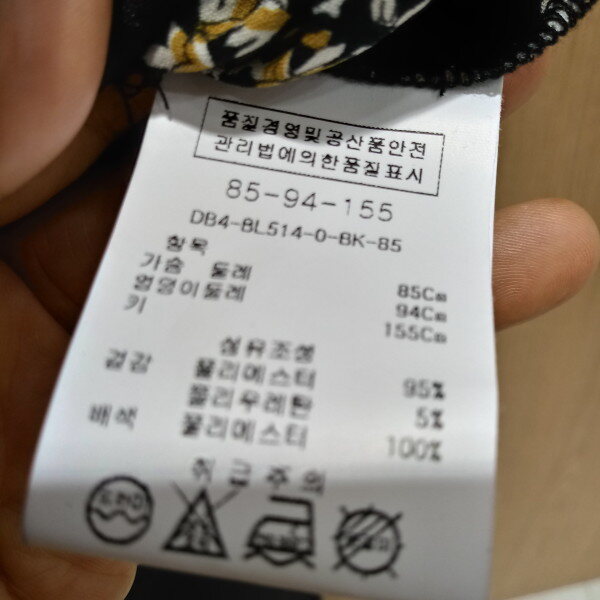 품질경영및공산품안전
관리법에의한품질표시
85-94-155
DB4-BL514-0-BK-85
항목
가슴 둘레 85Cm
엉덩이둘레 94Cm
키 155Cm
섬유조성
겉감 폴리에스터 95%
폴리우레탄 5%
배색 폴리에스터 100%
취급주의